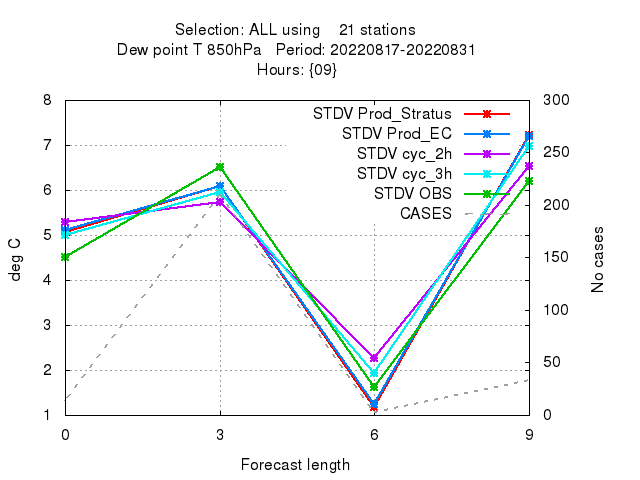 Selection: ALL using 21 stations
Dew point T 850hPa Period: 20220817-20220831
Hours: {09}
8 300
STDV Prod_Stratus
7 STDV Prod_EC 250
STDV cyc_2h
6 STDV cyc_3h
STDV OBS 200
CASES
5
deg C
4 150
No cases
3 100
2 50
1 0
0 3 6 9
Forecast length